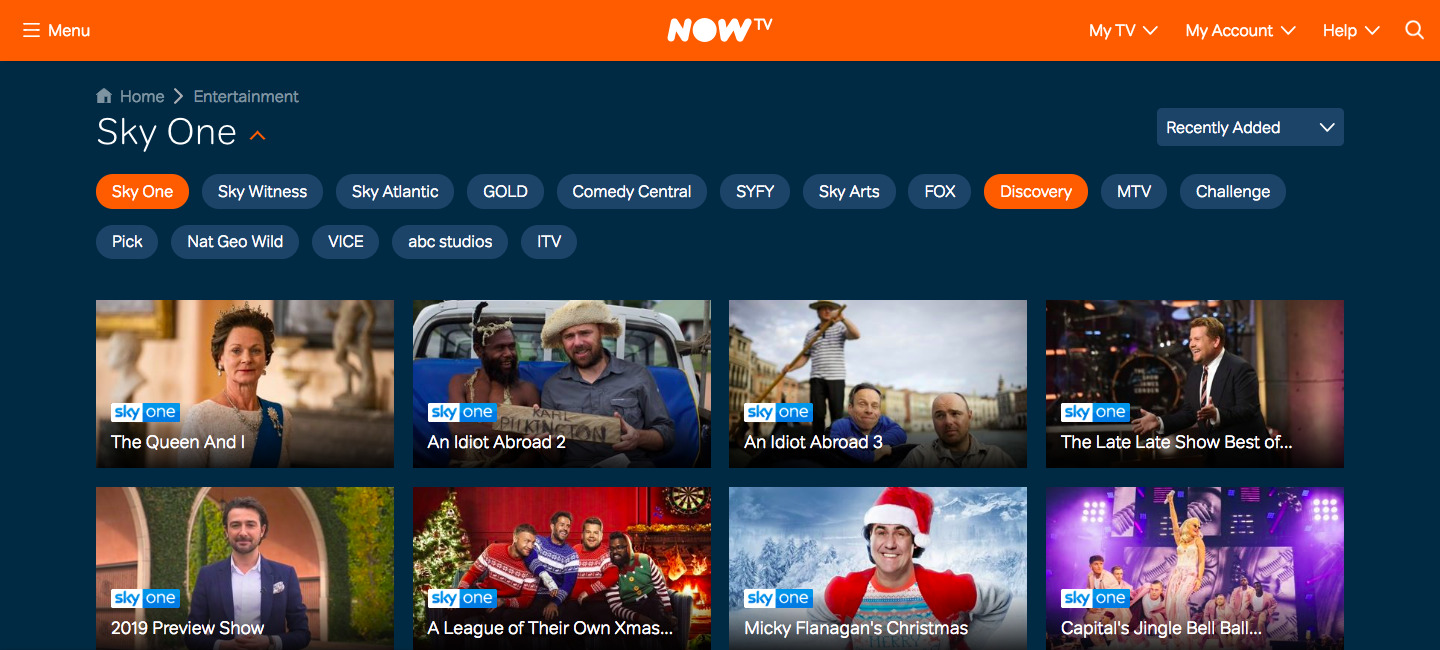 Menu
NOW TV
My TV
My Account
Help
Home
Entertainment
Sky One
Recently Added
Sky One
Sky Witness
Sky Atlantic
GOLD
Comedy Central
SYFY
Sky Arts
FOX
Discovery
MTV
Challenge
Pick
Nat Geo Wild
VICE
abc studios
ITV
sky one
The Queen And I
KARL
PILKINGTON
sky one
An Idiot Abroad 2
sky one
An Idiot Abroad 3
sky one
The Late Late Show Best of...
sky one
2019 Preview Show
sky one
A League of Their Own Xmas...
sky one
Micky Flanagan's Christmas
sky one
Capital's Jingle Bell Ball...